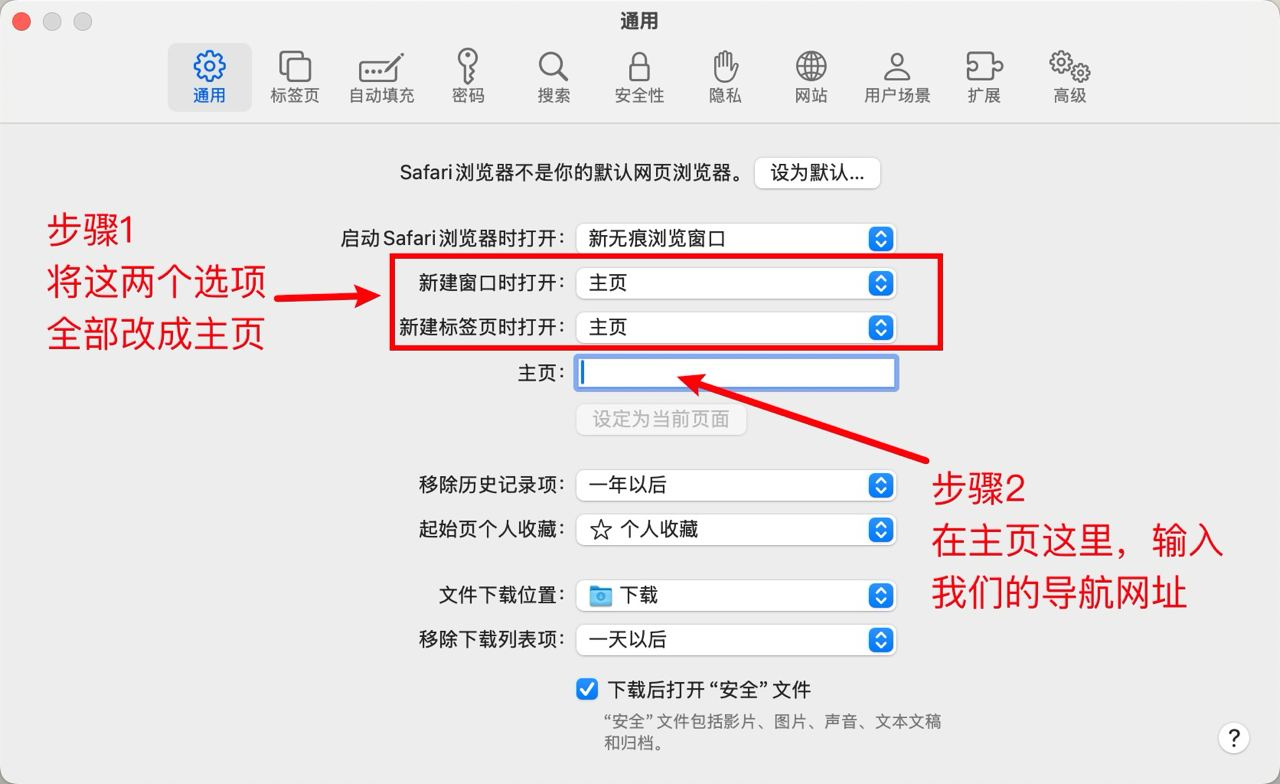 通用
通用 标签页 自动填充 密码 搜索 安全性 隐私 网站 用户场景 扩展 高级
Safari 浏览器不是你的默认网页浏览器。 设为默认...
步骤1
将这两个选项
全部改成主页
启动 Safari 浏览器时打开： 新无痕浏览窗口
新建窗口时打开： 主页
新建标签页时打开： 主页
主页：
设定为当前页面
移除历史记录项： 一年以后
起始页个人收藏： 个人收藏
步骤2
在主页这里，输入
我们的导航网址
文件下载位置： 下载
移除下载列表项： 一天以后
下载后打开“安全”文件
“安全”文件包括影片、图片、声音、文本文稿
和归档。
?